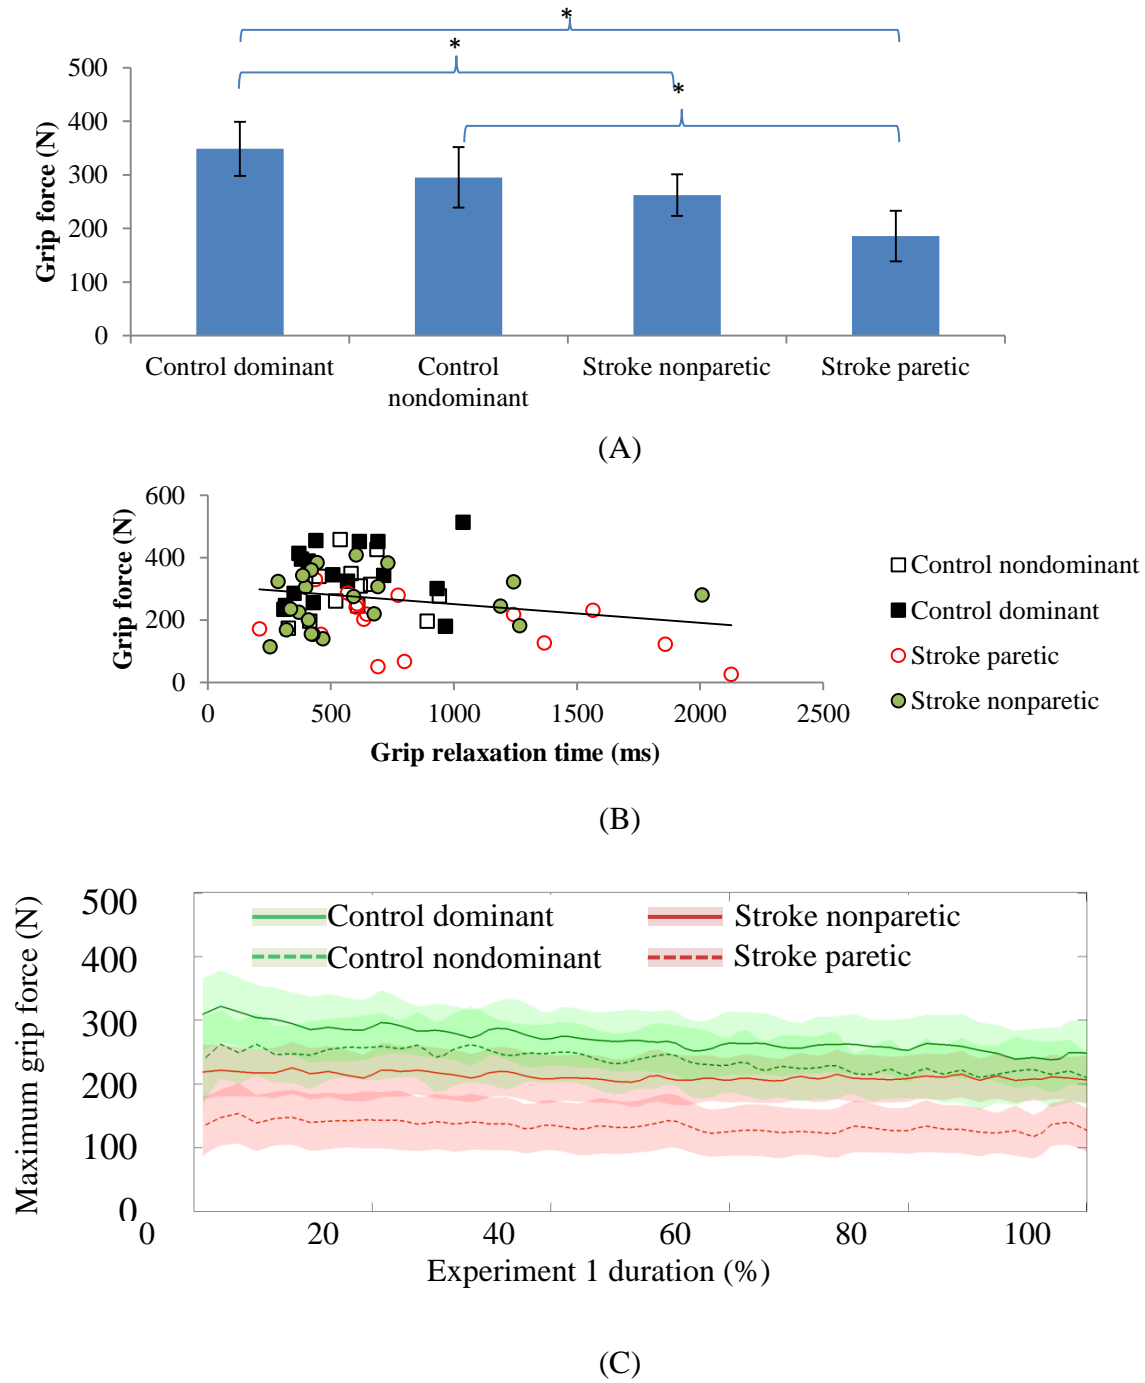 *
*
*
500
400
300
200
100
0
Grip force (N)
Control dominant
Control
nondominant
Stroke nonparetic
Stroke paretic
(A)
600
400
200
0
Grip force (N)
0 500 1000 1500 2000 2500
Grip relaxation time (ms)
Control nondominant
Control dominant
Stroke paretic
Stroke nonparetic
(B)
500
400
300
200
100
0
Maximum grip force (N)
Control dominant
Stroke nonparetic
Control nondominant
Stroke paretic
0 20 40 60 80 100
Experiment 1 duration (%)
(C)